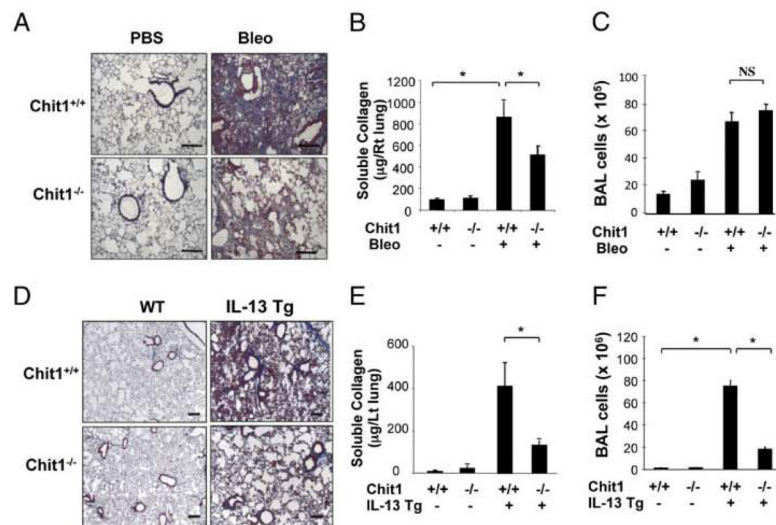 A
PBS
Bleo
Chit1+/+
Chit1-/-
B
Soluble Collagen
(µg/Rt lung)
1200
1000
800
600
400
200
0
*
*
Chit1 +/+ -/- +/+ -/-
Bleo - - + +
C
BAL cells (x 10⁵)
100
80
60
40
20
0
NS
Chit1 +/+ -/- +/+ -/-
Bleo - - + +
D
WT
IL-13 Tg
Chit1+/+
Chit1-/-
E
Soluble Collagen
(µg/Lt lung)
600
400
200
0
*
Chit1 +/+ -/- +/+ -/-
IL-13 Tg - - + +
F
BAL cells (x 10⁶)
100
80
60
40
20
0
*
*
Chit1 +/+ -/- +/+ -/-
IL-13 Tg - - + +